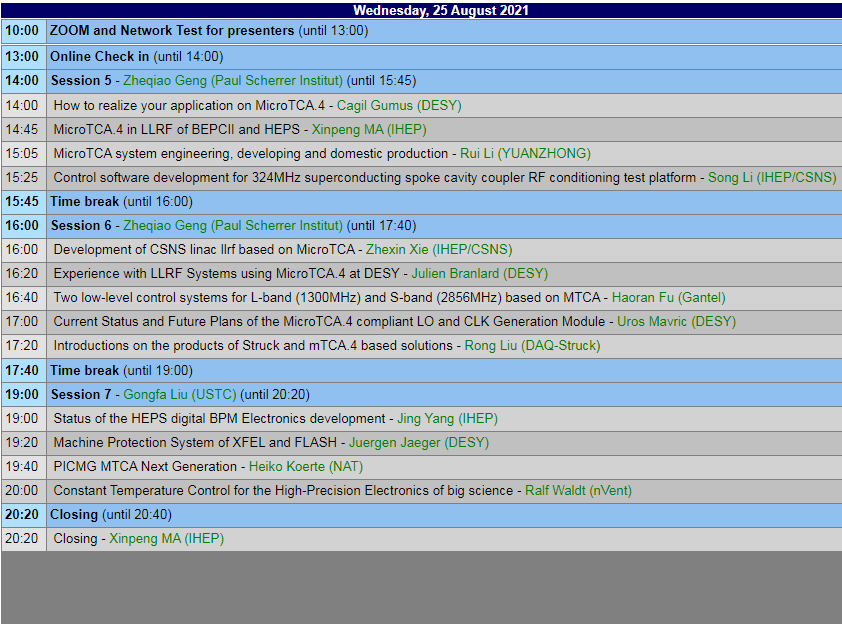 Wednesday, 25 August 2021
10:00 ZOOM and Network Test for presenters (until 13:00)
13:00 Online Check in (until 14:00)
14:00 Session 5 - Zheqiao Geng (Paul Scherrer Institut) (until 15:45)
14:00 How to realize your application on MicroTCA.4 - Cagil Gumus (DESY)
14:45 MicroTCA.4 in LLRF of BEPCII and HEPS - Xinpeng MA (IHEP)
15:05 MicroTCA system engineering, developing and domestic production - Rui Li (YUANZHONG)
15:25 Control software development for 324MHz superconducting spoke cavity coupler RF conditioning test platform - Song Li (IHEP/CSNS)
15:45 Time break (until 16:00)
16:00 Session 6 - Zheqiao Geng (Paul Scherrer Institut) (until 17:40)
16:00 Development of CSNS linac llrf based on MicroTCA - Zhexin Xie (IHEP/CSNS)
16:20 Experience with LLRF Systems using MicroTCA.4 at DESY - Julien Branlard (DESY)
16:40 Two low-level control systems for L-band (1300MHz) and S-band (2856MHz) based on MTCA - Haoran Fu (Gantel)
17:00 Current Status and Future Plans of the MicroTCA.4 compliant LO and CLK Generation Module - Uros Mavric (DESY)
17:20 Introductions on the products of Struck and mTCA.4 based solutions - Rong Liu (DAQ-Struck)
17:40 Time break (until 19:00)
19:00 Session 7 - Gongfa Liu (USTC) (until 20:20)
19:00 Status of the HEPS digital BPM Electronics development - Jing Yang (IHEP)
19:20 Machine Protection System of XFEL and FLASH - Juergen Jaeger (DESY)
19:40 PICMG MTCA Next Generation - Heiko Koerte (NAT)
20:00 Constant Temperature Control for the High-Precision Electronics of big science - Ralf Waldt (nVent)
20:20 Closing (until 20:40)
20:20 Closing - Xinpeng MA (IHEP)